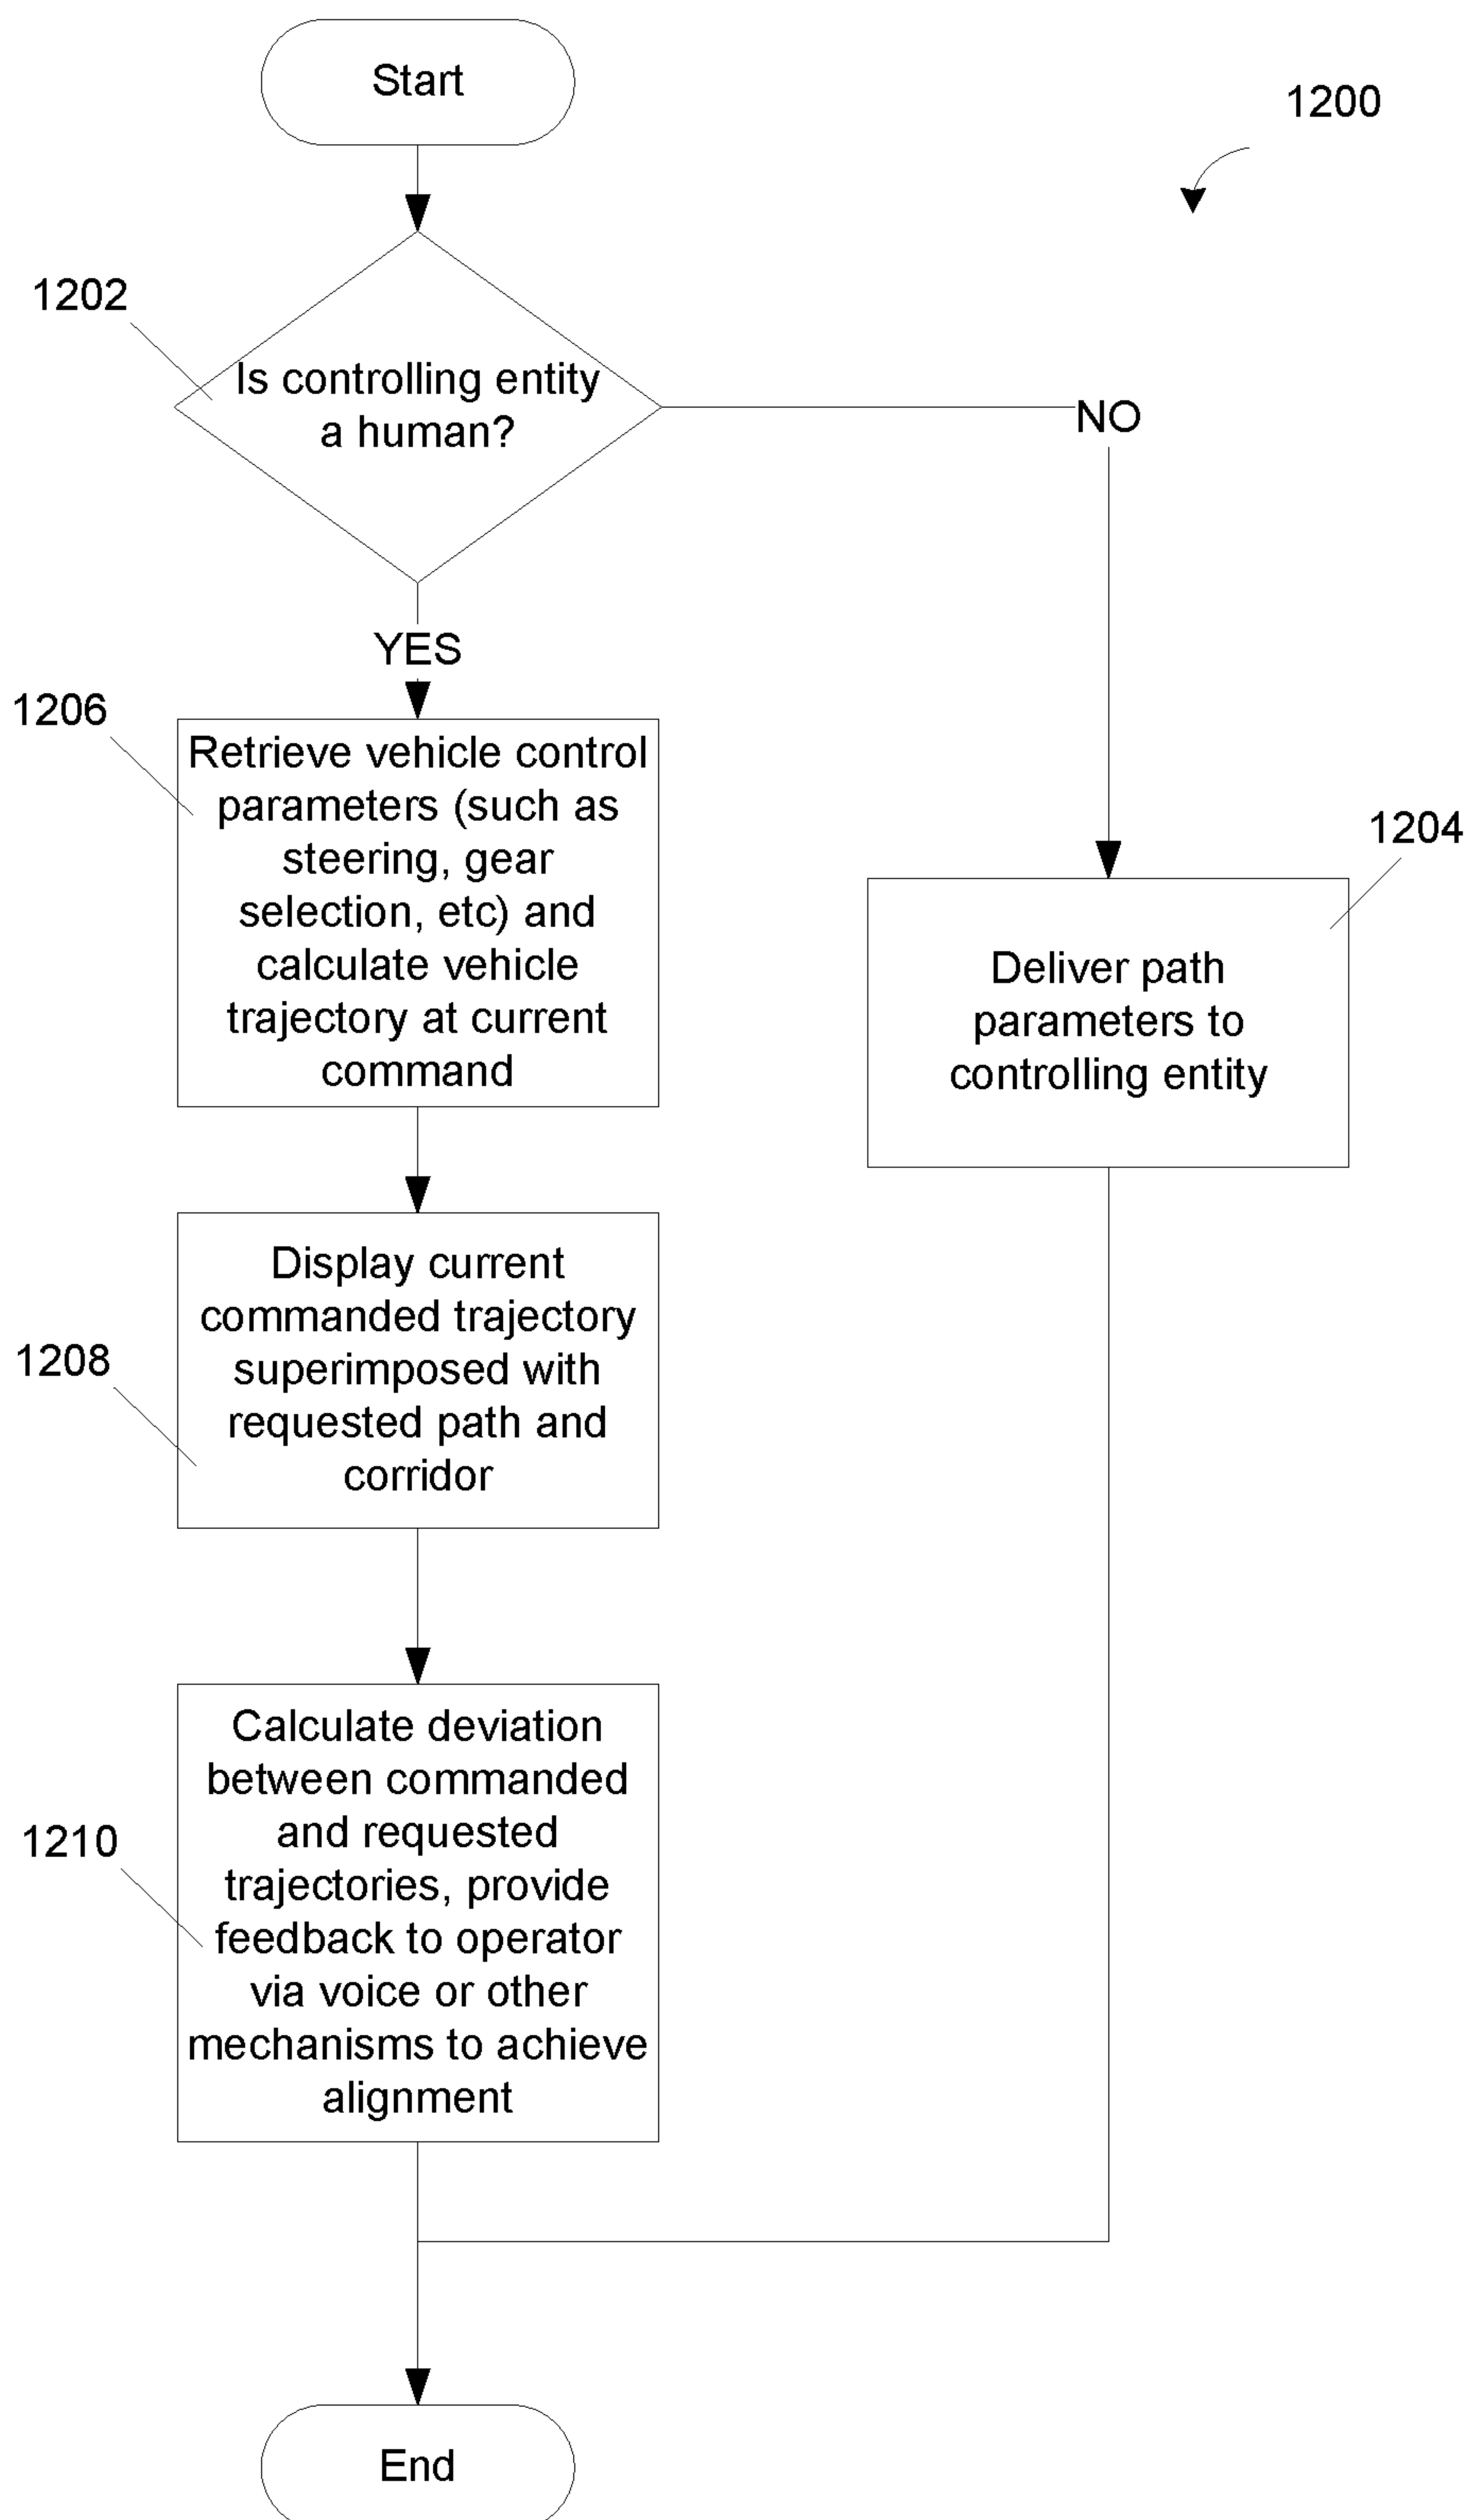 Start
1200
1202
Is controlling entity
a human?
NO
YES
1206
Retrieve vehicle control
parameters (such as
steering, gear
selection, etc) and
calculate vehicle
trajectory at current
command
1204
Deliver path
parameters to
controlling entity
1208
Display current
commanded trajectory
superimposed with
requested path and
corridor
1210
Calculate deviation
between commanded
and requested
trajectories, provide
feedback to operator
via voice or other
mechanisms to achieve
alignment
End